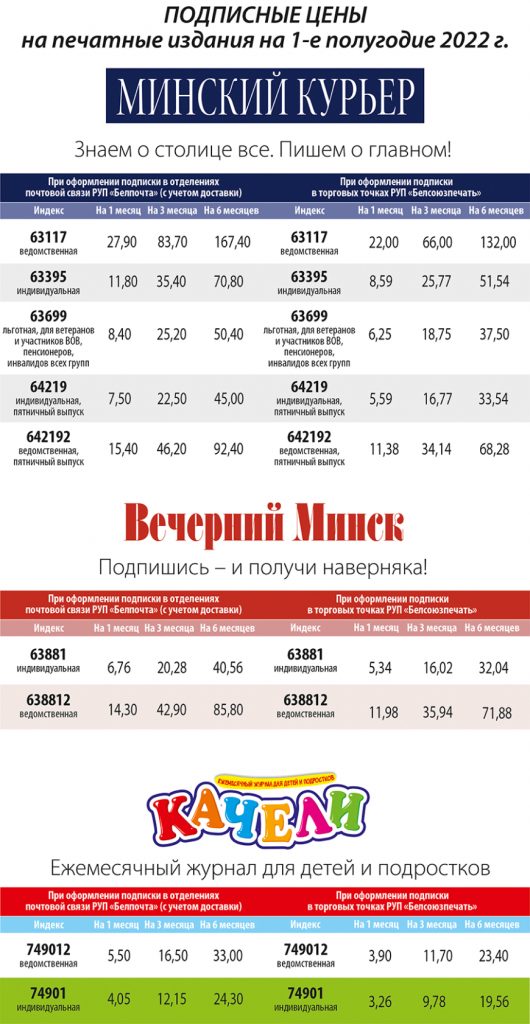 ПОДПИСНЫЕ ЦЕНЫ
на печатные издания на 1-е полугодие 2022 г.
МИНСКИЙ КУРЬЕР
Знаем о столице все. Пишем о главном!
При оформлении подписки в отделениях
почтовой связи РУП «Белпочта» (с учетом доставки)
При оформлении подписки
в торговых точках РУП «Белсоюзпечать»
Индекс На 1 месяц На 3 месяца На 6 месяцев Индекс На 1 месяц На 3 месяца На 6 месяцев
63117
ведомственная
27,90 83,70 167,40
63117
ведомственная
22,00 66,00 132,00
63395
индивидуальная
11,80 35,40 70,80
63395
индивидуальная
8,59 25,77 51,54
63699
льготная, для ветеранов
и участников ВОВ,
пенсионеров,
инвалидов всех групп
8,40 25,20 50,40
63699
льготная, для ветеранов
и участников ВОВ,
пенсионеров,
инвалидов всех групп
6,25 18,75 37,50
64219
индивидуальная,
пятничный выпуск
7,50 22,50 45,00
64219
индивидуальная,
пятничный выпуск
5,59 16,77 33,54
642192
ведомственная,
пятничный выпуск
15,40 46,20 92,40
642192
ведомственная,
пятничный выпуск
11,38 34,14 68,28
Вечерний Минск
Подпишись – и получи наверняка!
При оформлении подписки в отделениях
почтовой связи РУП «Белпочта» (с учетом доставки)
При оформлении подписки
в торговых точках РУП «Белсоюзпечать»
Индекс На 1 месяц На 3 месяца На 6 месяцев Индекс На 1 месяц На 3 месяца На 6 месяцев
63881
индивидуальная
6,76 20,28 40,56
63881
индивидуальная
5,34 16,02 32,04
638812
ведомственная
14,30 42,90 85,80
638812
ведомственная
11,98 35,94 71,88
ЕЖЕМЕСЯЧНЫЙ ЖУРНАЛ ДЛЯ ДЕТЕЙ И ПОДРОСТКОВ
КАЧЕЛИ
Ежемесячный журнал для детей и подростков
При оформлении подписки в отделениях
почтовой связи РУП «Белпочта» (с учетом доставки)
При оформлении подписки
в торговых точках РУП «Белсоюзпечать»
Индекс На 1 месяц На 3 месяца На 6 месяцев Индекс На 1 месяц На 3 месяца На 6 месяцев
749012
ведомственная
5,50 16,50 33,00
749012
ведомственная
3,90 11,70 23,40
74901
индивидуальная
4,05 12,15 24,30
74901
индивидуальная
3,26 9,78 19,56